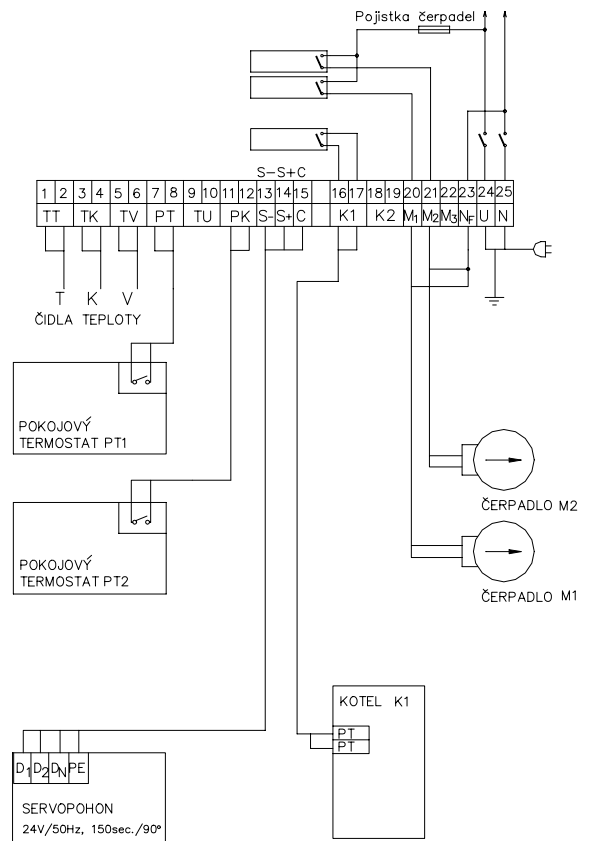 Pojistka čerpadel
S- S+ C
1 2 3 4 5 6 7 8 9 10 11 12 13 14 15 16 17 18 19 20 21 22 23 24 25
TT TK TV PT TU PK S- S+ C K1 K2 M1 M2 M3 NF U N
T K V
ČIDLA TEPLOTY
POKOJOVÝ
TERMOSTAT PT1
POKOJOVÝ
TERMOSTAT PT2
ČERPADLO M2
ČERPADLO M1
KOTEL K1
PT
PT
D1 D2 DN PE
SERVOPOHON
24V/50Hz, 150sec./90°